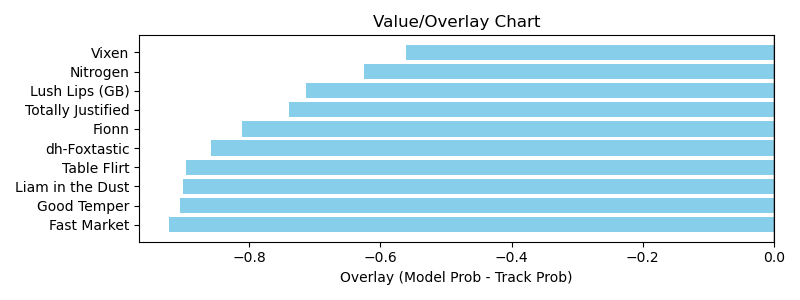 Value/Overlay Chart
Vixen
Nitrogen
Lush Lips (GB)
Totally Justified
Fionn
dh-Foxtastic
Table Flirt
Liam in the Dust
Good Temper
Fast Market
−0.8 −0.6 −0.4 −0.2 0.0
Overlay (Model Prob - Track Prob)